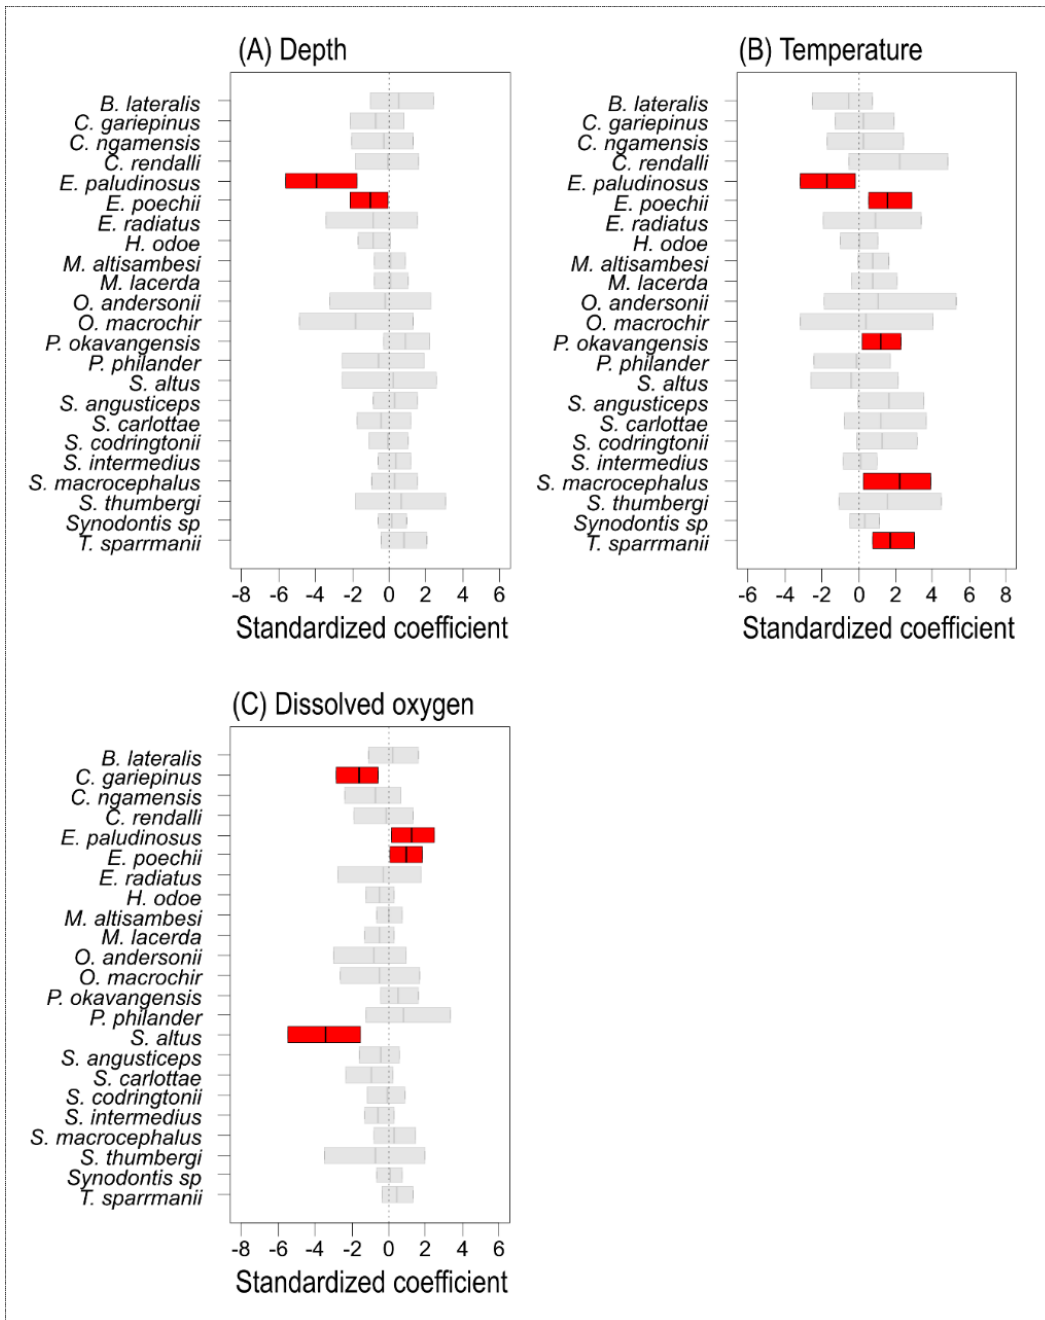 (A) Depth
B. lateralis
C. gariepinus
C. ngamensis
C. rendalli
E. paludinosus
E. poechii
E. radiatus
H. odoe
M. altisambesi
M. lacerda
O. andersonii
O. macrochir
P. okavangensis
P. philander
S. altus
S. angusticeps
S. carlottae
S. codringtonii
S. intermedius
S. macrocephalus
S. thumbergi
Synodontis sp
T. sparrmanii
-8 -6 -4 -2 0 2 4 6
Standardized coefficient
(B) Temperature
B. lateralis
C. gariepinus
C. ngamensis
C. rendalli
E. paludinosus
E. poechii
E. radiatus
H. odoe
M. altisambesi
M. lacerda
O. andersonii
O. macrochir
P. okavangensis
P. philander
S. altus
S. angusticeps
S. carlottae
S. codringtonii
S. intermedius
S. macrocephalus
S. thumbergi
Synodontis sp
T. sparrmanii
-6 -4 -2 0 2 4 6 8
Standardized coefficient
(C) Dissolved oxygen
B. lateralis
C. gariepinus
C. ngamensis
C. rendalli
E. paludinosus
E. poechii
E. radiatus
H. odoe
M. altisambesi
M. lacerda
O. andersonii
O. macrochir
P. okavangensis
P. philander
S. altus
S. angusticeps
S. carlottae
S. codringtonii
S. intermedius
S. macrocephalus
S. thumbergi
Synodontis sp
T. sparrmanii
-8 -6 -4 -2 0 2 4 6
Standardized coefficient